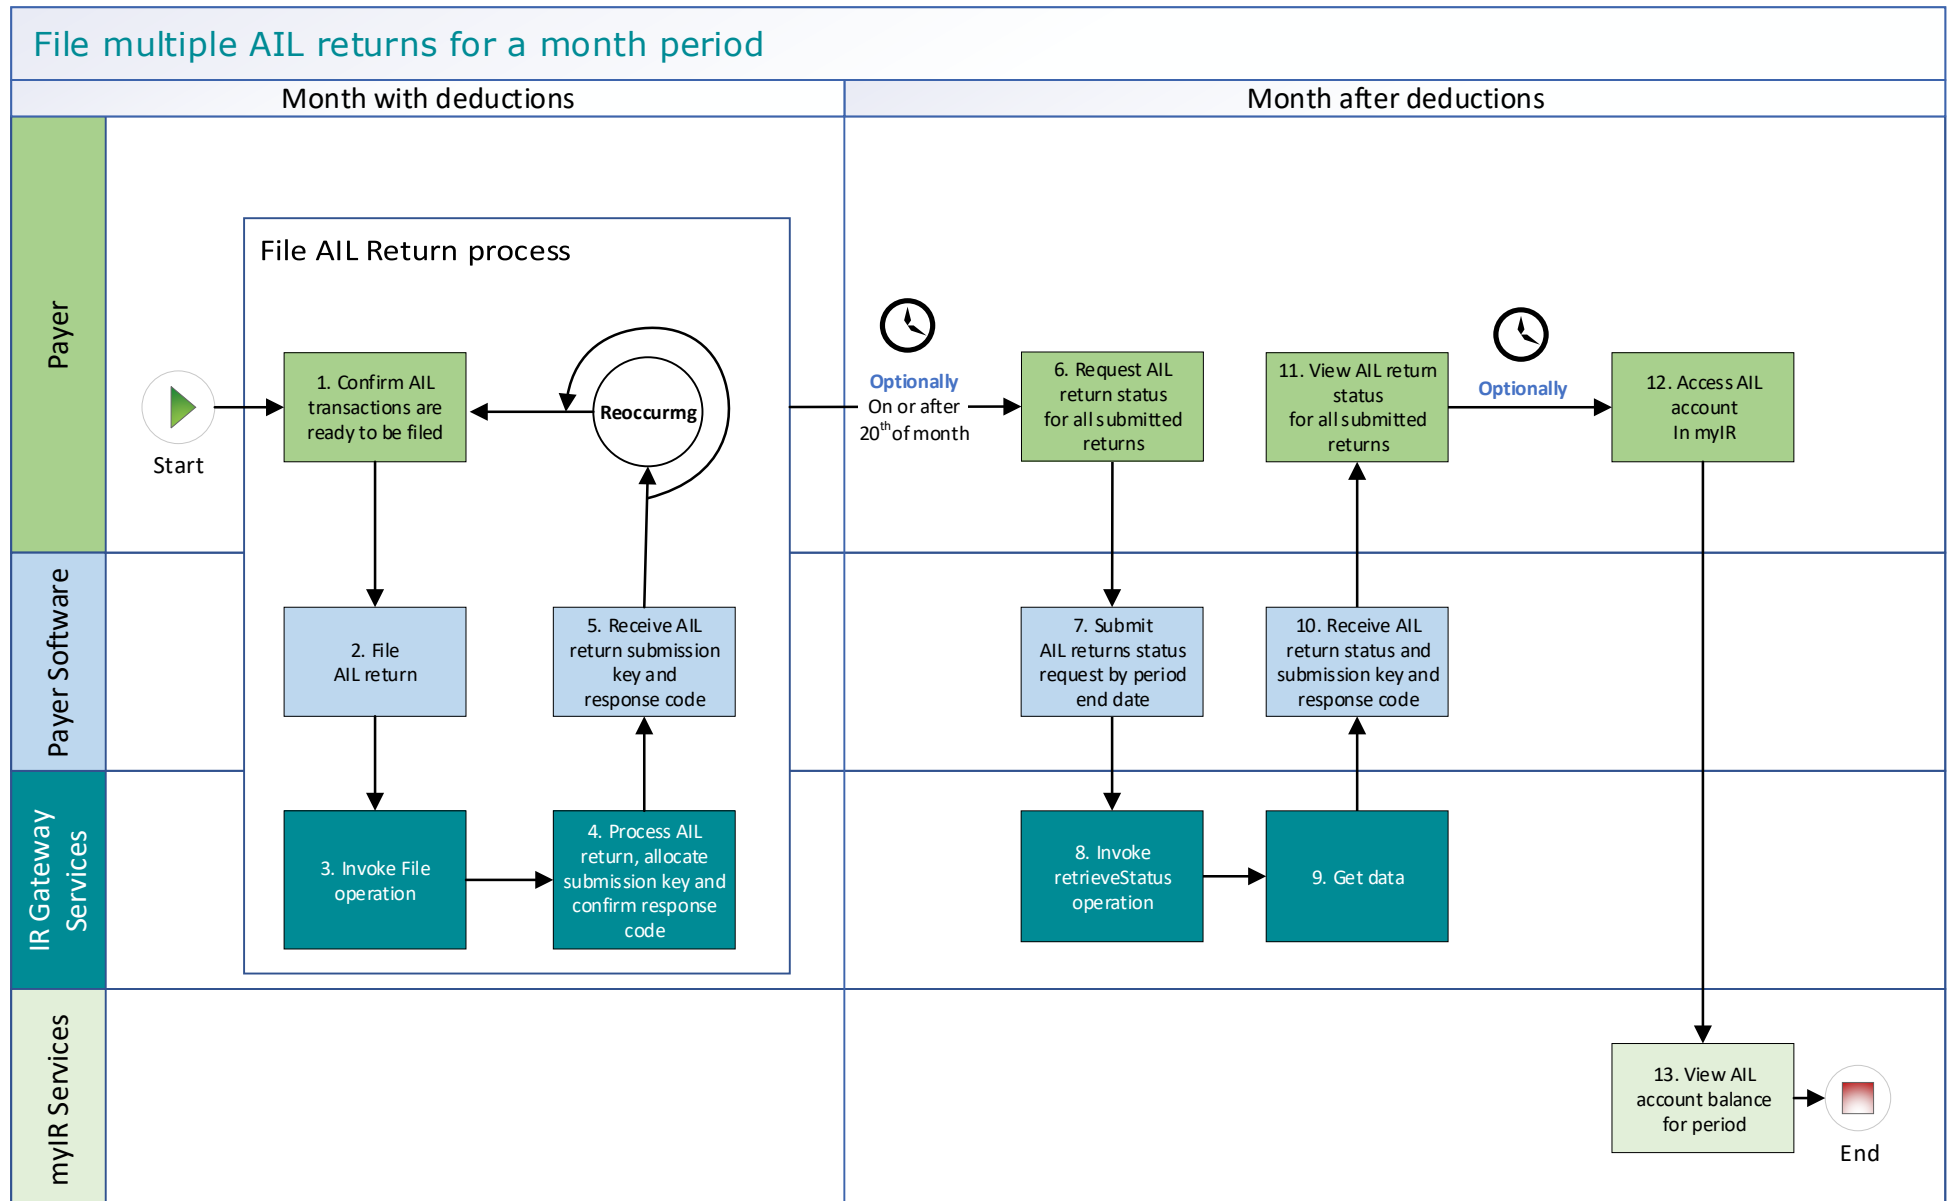 File multiple AIL returns for a month period
Month with deductions
Month after deductions
Payer
File AIL Return process
Start
1. Confirm AIL
transactions are
ready to be filed
Reoccurmg
Optionally
On or after
20th of month
6. Request AIL
return status
for all submitted
returns
11. View AIL return
status
for all submitted
returns
Optionally
12. Access AIL
account
In myIR
Payer Software
2. File
AIL return
5. Receive AIL
return submission
key and
response code
7. Submit
AIL returns status
request by period
end date
10. Receive AIL
return status and
submission key and
response code
IR Gateway
Services
3. Invoke File
operation
4. Process AIL
return, allocate
submission key and
confirm response
code
8. Invoke
retrieveStatus
operation
9. Get data
myIR Services
13. View AIL
account balance
for period
End